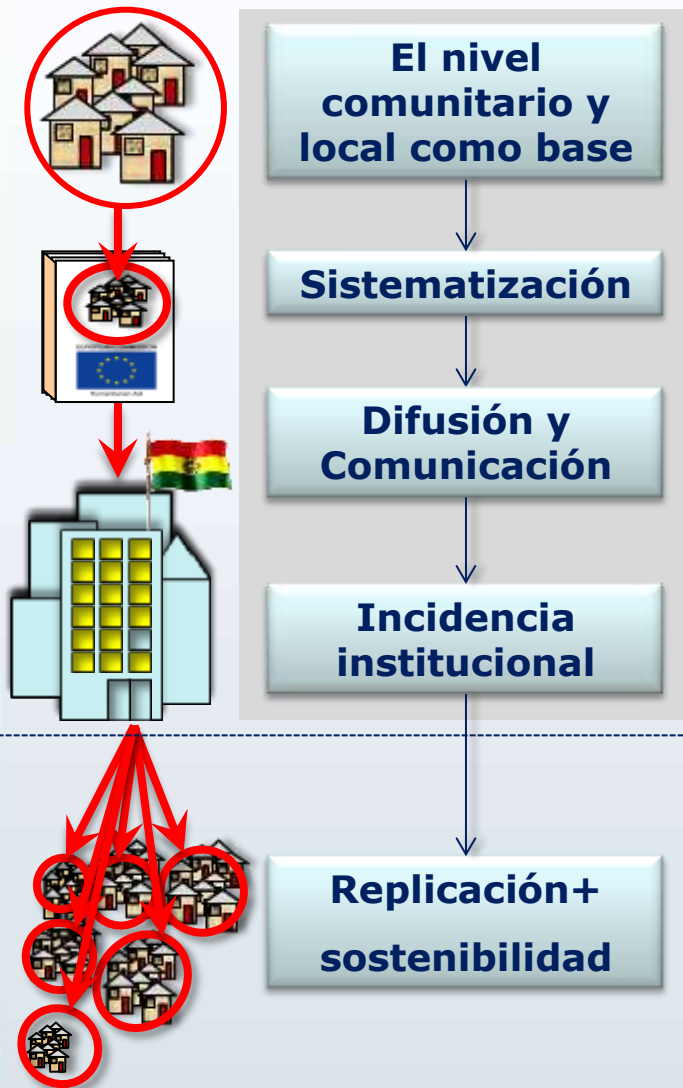 El nivel
comunitario y
local como base
Sistematización
Difusión y
Comunicación
Incidencia
institucional
Replicación+
sostenibilidad